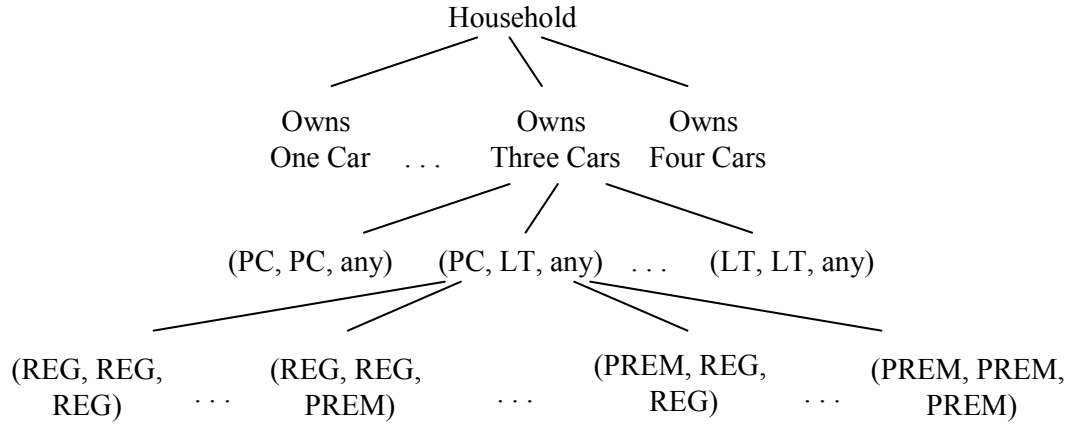 Household
Owns Owns Owns
One Car . . . Three Cars Four Cars
(PC, PC, any) (PC, LT, any) . . . (LT, LT, any)
(REG, REG, (REG, REG, (PREM, REG, (PREM, PREM,
REG) . . . PREM) . . . REG) . . . PREM)